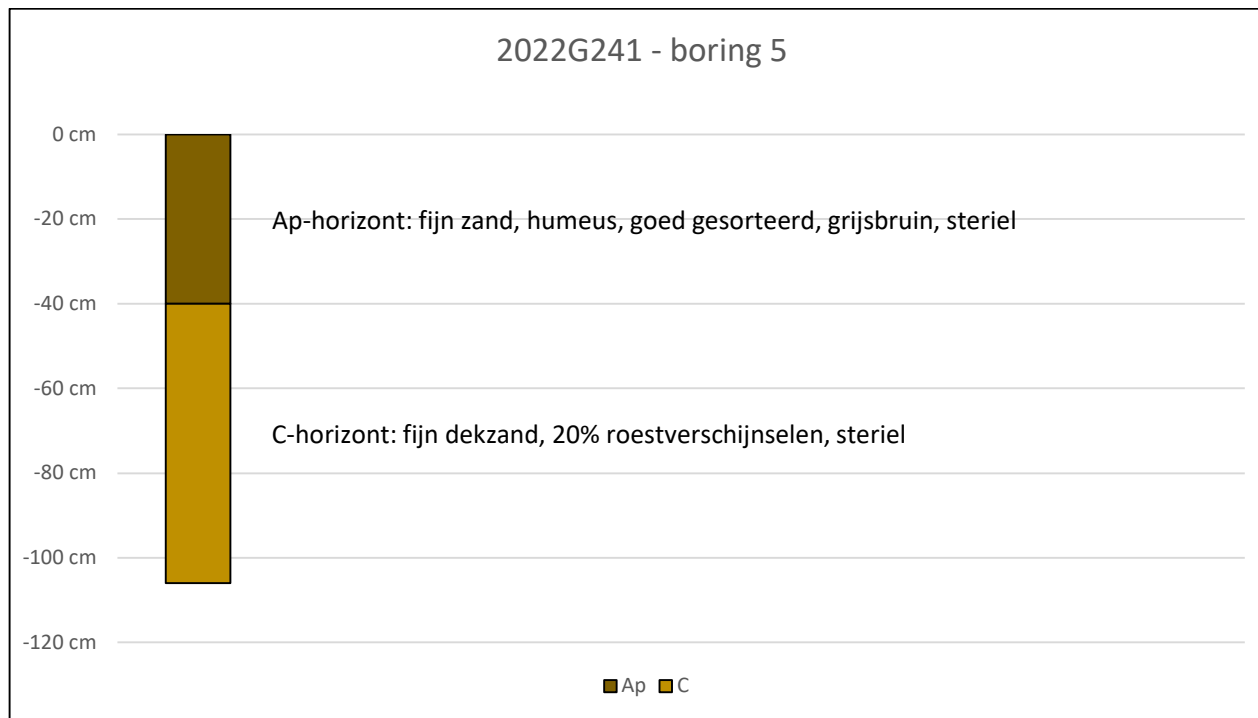 2022G241 - boring 5
0 cm
-20 cm
Ap-horizont: fijn zand, humeus, goed gesorteerd, grijsbruin, steriel
-40 cm
-60 cm
C-horizont: fijn dekzand, 20% roestverschijnselen, steriel
-80 cm
-100 cm
-120 cm
Ap C